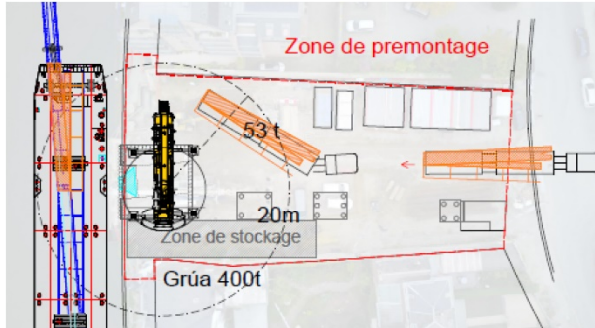 Zone de premontage
53 t
20m
Zone de stockage
Grúa 400t